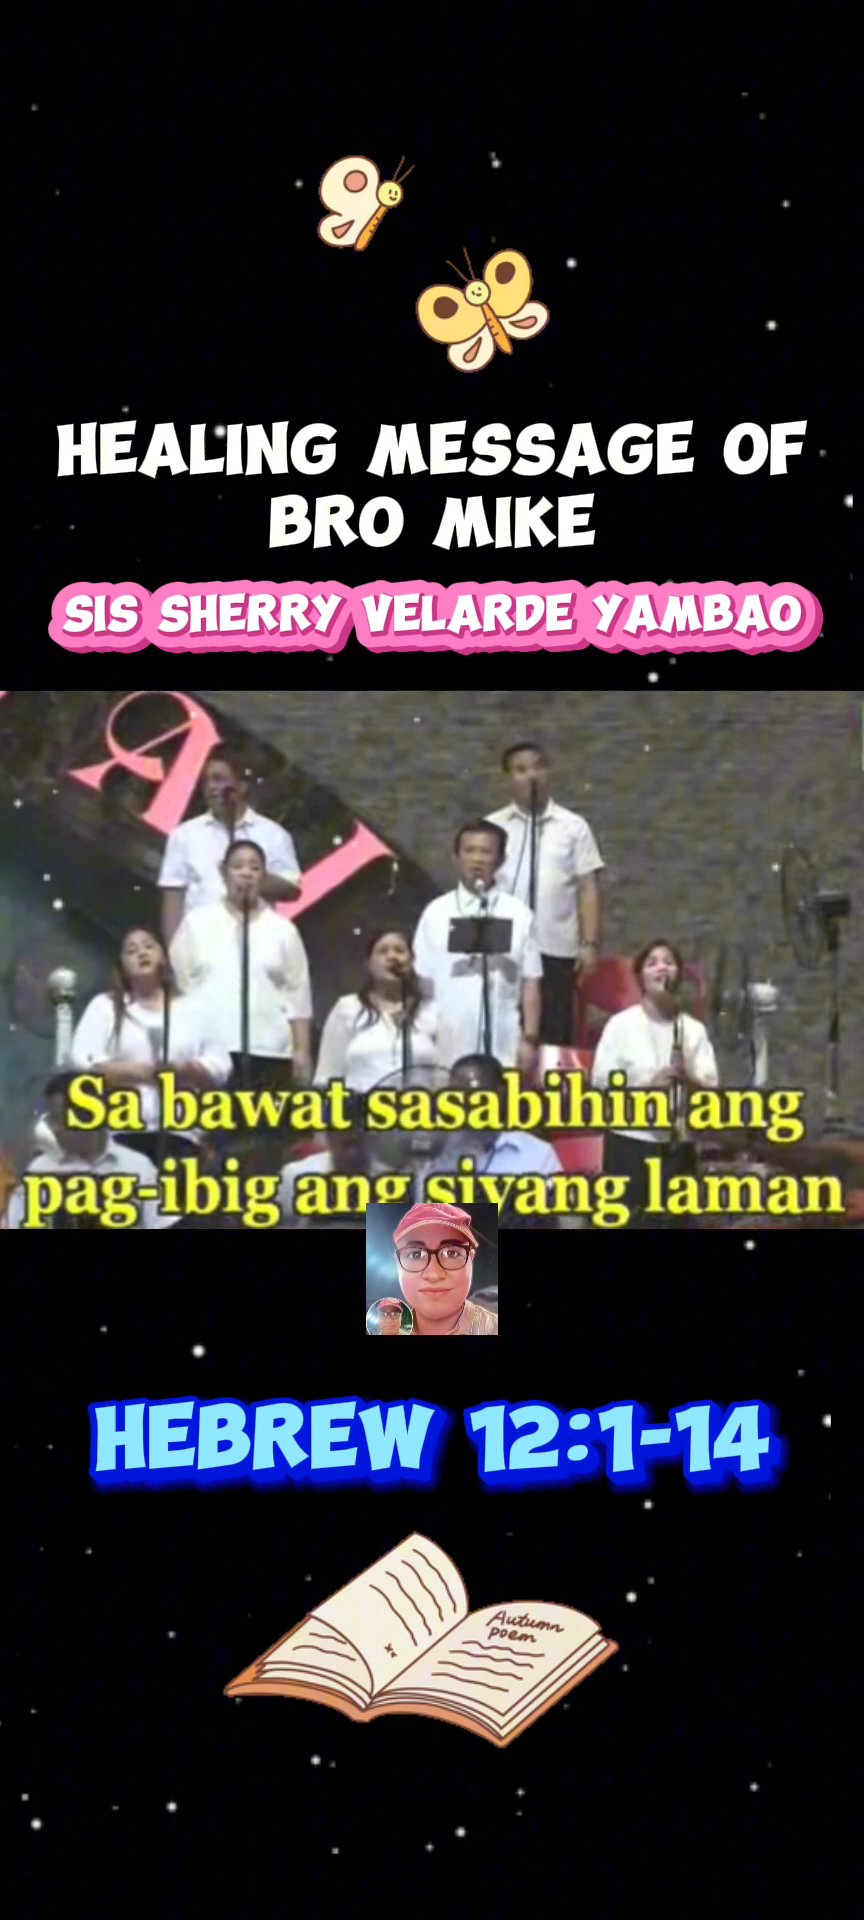 HEALING MESSAGE OF
BRO MIKE
SIS SHERRY VELARDE YAMBAO
Sa bawat sasabihin ang
pag-ibig ang siyang laman
HEBREW 12:1-14
Autumn
poem